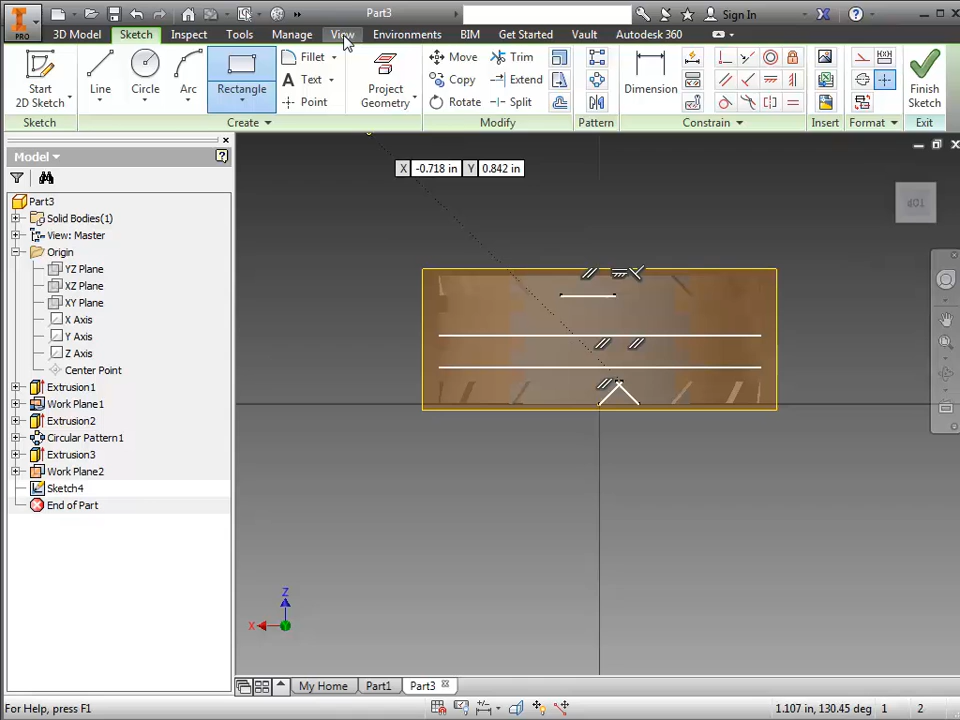 Part3
Sign In
PRO
3D Model
Sketch
Inspect
Tools
Manage
View
Environments
BIM
Get Started
Vault
Autodesk 360
Start
2D Sketch
Line
Circle
Arc
Rectangle
Fillet
Text
Point
Project
Geometry
Move
Copy
Rotate
Trim
Extend
Split
Dimension
Finish
Sketch
Sketch
Create
Modify
Pattern
Constrain
Insert
Format
Exit
Model
Part3
Solid Bodies(1)
View: Master
Origin
YZ Plane
XZ Plane
XY Plane
X Axis
Y Axis
Z Axis
Center Point
Extrusion1
Work Plane1
Extrusion2
Circular Pattern1
Extrusion3
Work Plane2
Sketch4
End of Part
X -0.718 in Y 0.842 in
Z
X
My Home
Part1
Part3
For Help, press F1
1.107 in, 130.45 deg 1 2